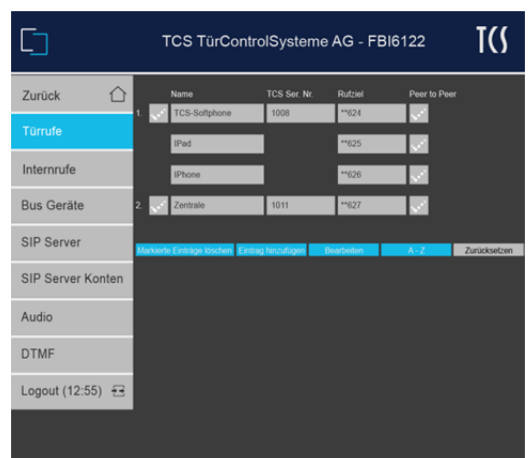 TCS TürControlSysteme AG - FBI6122
TCS
Zurück
Türrufe
Internrufe
Bus Geräte
SIP Server
SIP Server Konten
Audio
DTMF
Logout (12:55)
Name TCS Ser. Nr. Rufziel Peer to Peer
1. TCS-Softphone 1008 **624
IPad **625
IPhone **626
2. Zentrale 1011 **627
Markierte Einträge löschen Eintrag hinzufügen Bearbeiten A - Z Zurücksetzen